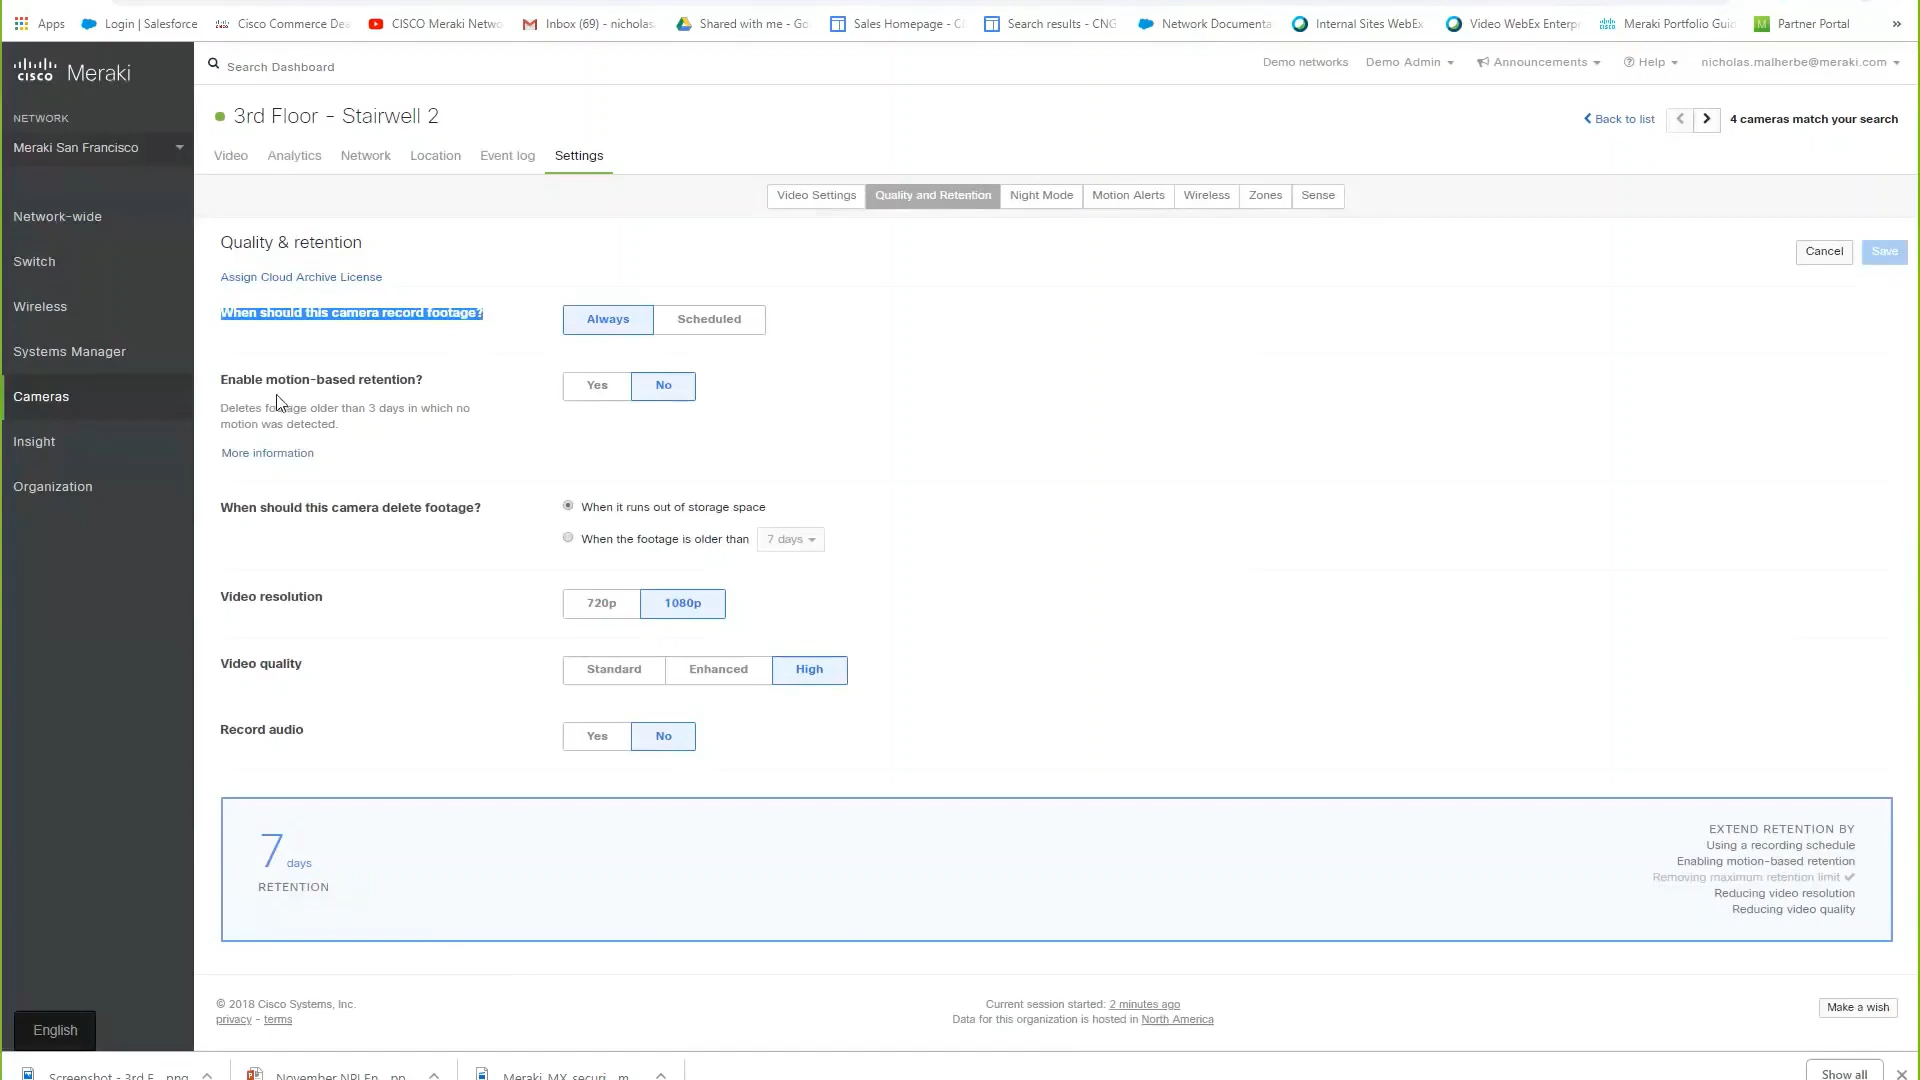 Apps
Login | Salesforce
Cisco Commerce De
CISCO Meraki Netwo
Inbox (69) - nicholas.
Shared with me - Go
Sales Homepage - C
Search results - CNG
Network Documenta
Internal Sites WebEx
Video WebEx Enterp
Meraki Portfolio Guid
Partner Portal
»
cisco Meraki
Search Dashboard
Demo networks
Demo Admin
Announcements
Help
nicholas.malherbe@meraki.com
NETWORK
Meraki San Francisco
Network-wide
Switch
Wireless
Systems Manager
Cameras
Insight
Organization
English
3rd Floor - Stairwell 2
Back to list
4 cameras match your search
Video
Analytics
Network
Location
Event log
Settings
Video Settings
Quality and Retention
Night Mode
Motion Alerts
Wireless
Zones
Sense
Quality & retention
Cancel
Save
Assign Cloud Archive License
When should this camera record footage?
Always
Scheduled
Enable motion-based retention?
Yes
No
Deletes footage older than 3 days in which no
motion was detected.
More information
When should this camera delete footage?
When it runs out of storage space
When the footage is older than
7 days
Video resolution
720p
1080p
Video quality
Standard
Enhanced
High
Record audio
Yes
No
7 days
RETENTION
EXTEND RETENTION BY
Using a recording schedule
Enabling motion-based retention
Removing maximum retention limit ✓
Reducing video resolution
Reducing video quality
© 2018 Cisco Systems, Inc.
privacy - terms
Current session started: 2 minutes ago
Data for this organization is hosted in North America
Make a wish
Screenshot - 3rd F....png
November NPI En....pp
Meraki MX securi....m
Show all